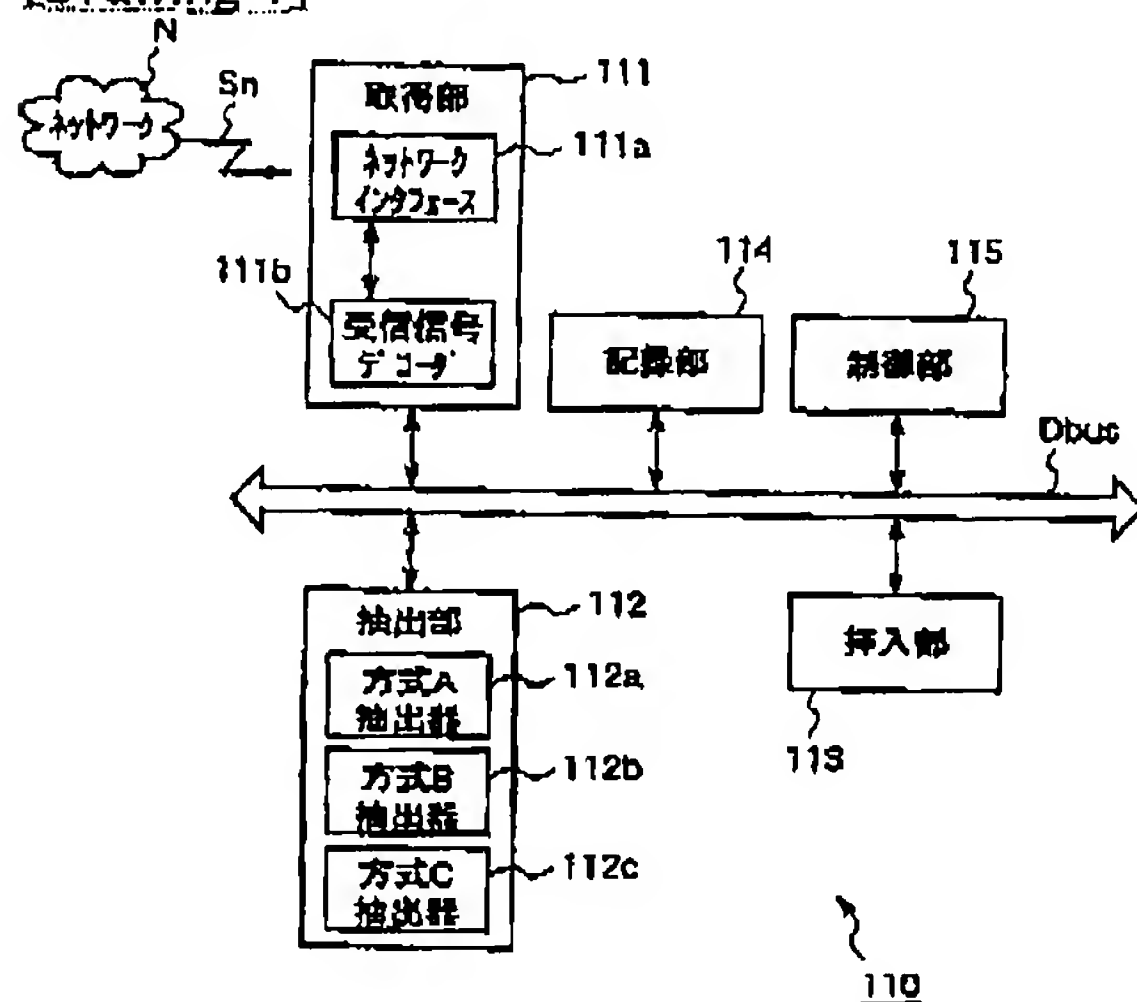 N
ネットワーク
Sn
取得部
111
ネットワーク
インタフェース
111a
111b
受信信号
デコーダ
記録部
114
制御部
115
Dbus
抽出部
112
方式A
抽出器
112a
方式B
抽出器
112b
方式C
抽出器
112c
挿入部
113
110